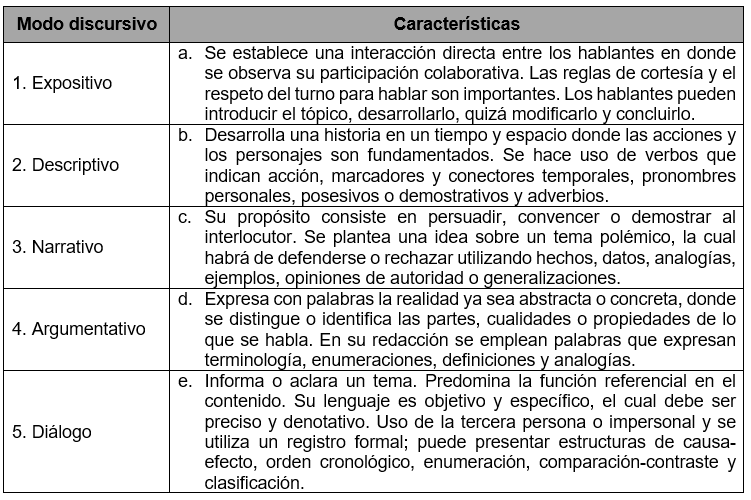 Modo discursivo Características
1. Expositivo
a. Se establece una interacción directa entre los hablantes en donde
se observa su participación colaborativa. Las reglas de cortesía y el
respeto del turno para hablar son importantes. Los hablantes pueden
introducir el tópico, desarrollarlo, quizá modificarlo y concluirlo.
2. Descriptivo
b. Desarrolla una historia en un tiempo y espacio donde las acciones y
los personajes son fundamentados. Se hace uso de verbos que
indican acción, marcadores y conectores temporales, pronombres
personales, posesivos o demostrativos y adverbios.
3. Narrativo
c. Su propósito consiste en persuadir, convencer o demostrar al
interlocutor. Se plantea una idea sobre un tema polémico, la cual
habrá de defenderse o rechazar utilizando hechos, datos, analogías,
ejemplos, opiniones de autoridad o generalizaciones.
4. Argumentativo
d. Expresa con palabras la realidad ya sea abstracta o concreta, donde
se distingue o identifica las partes, cualidades o propiedades de lo
que se habla. En su redacción se emplean palabras que expresan
terminología, enumeraciones, definiciones y analogías.
5. Diálogo
e. Informa o aclara un tema. Predomina la función referencial en el
contenido. Su lenguaje es objetivo y específico, el cual debe ser
preciso y denotativo. Uso de la tercera persona o impersonal y se
utiliza un registro formal; puede presentar estructuras de causa-
efecto, orden cronológico, enumeración, comparación-contraste y
clasificación.